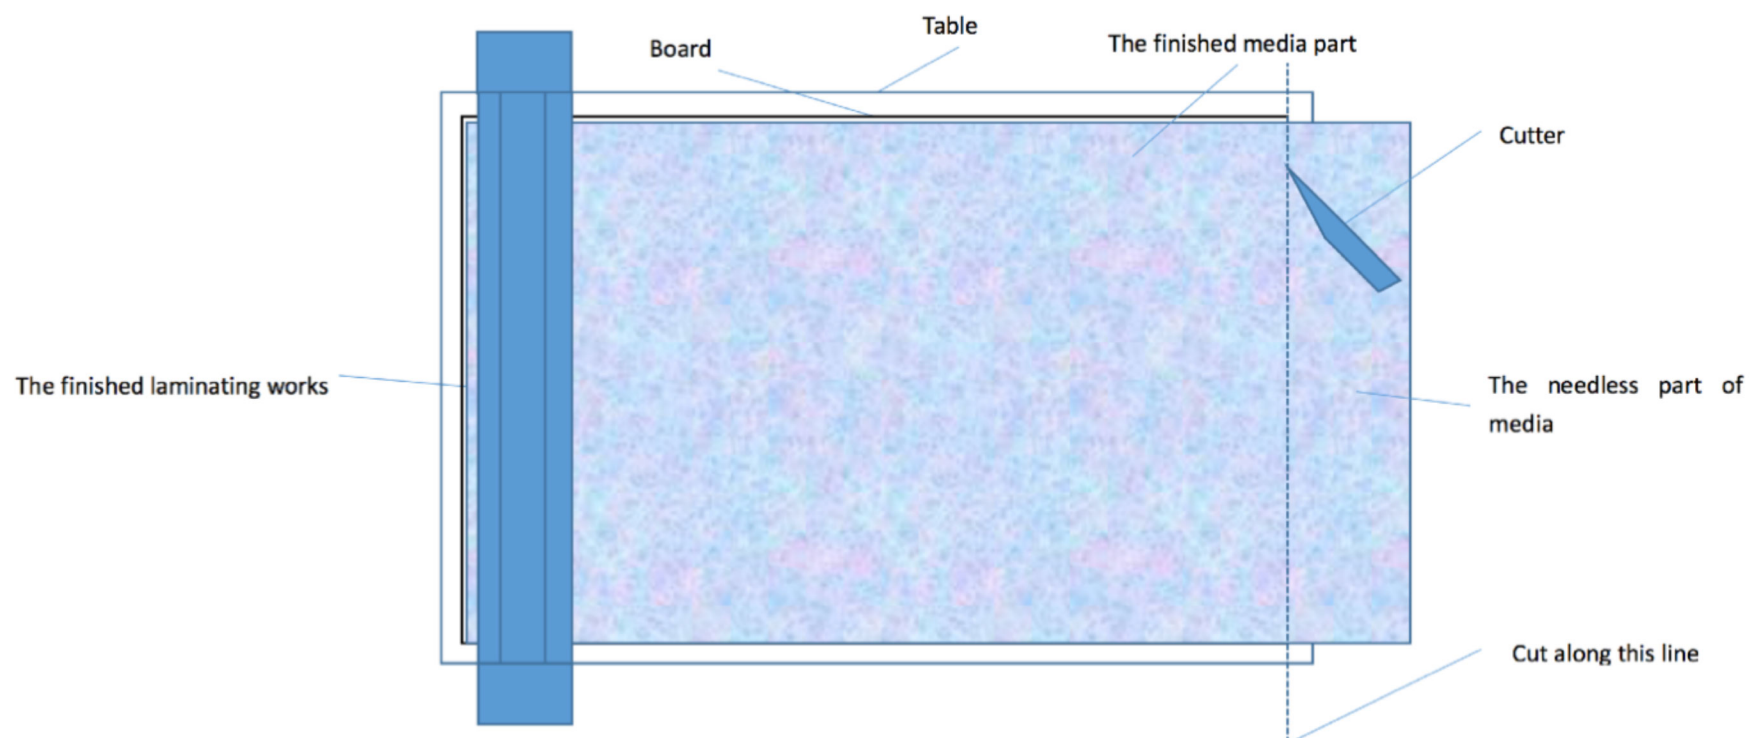 Table
Board
The finished media part
Cutter
The finished laminating works
The needless part of
media
Cut along this line